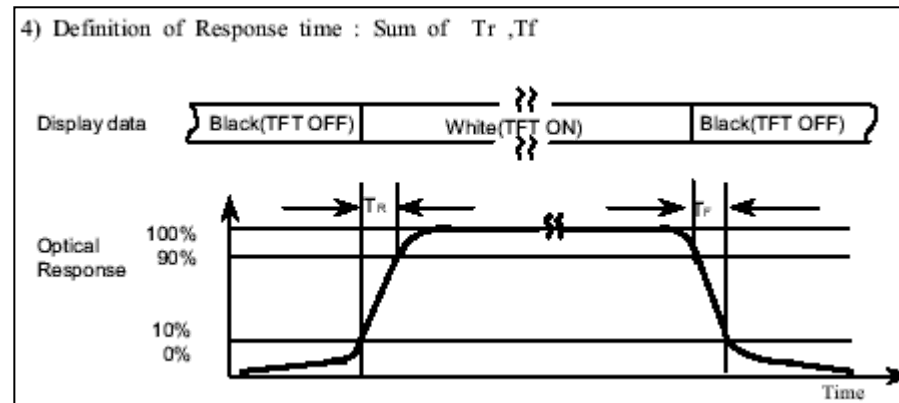 4) Definition of Response time : Sum of Tr ,Tf
Display data
Black(TFT OFF)
White(TFT ON)
Black(TFT OFF)
TR
TF
Optical
Response
100%
90%
10%
0%
Time